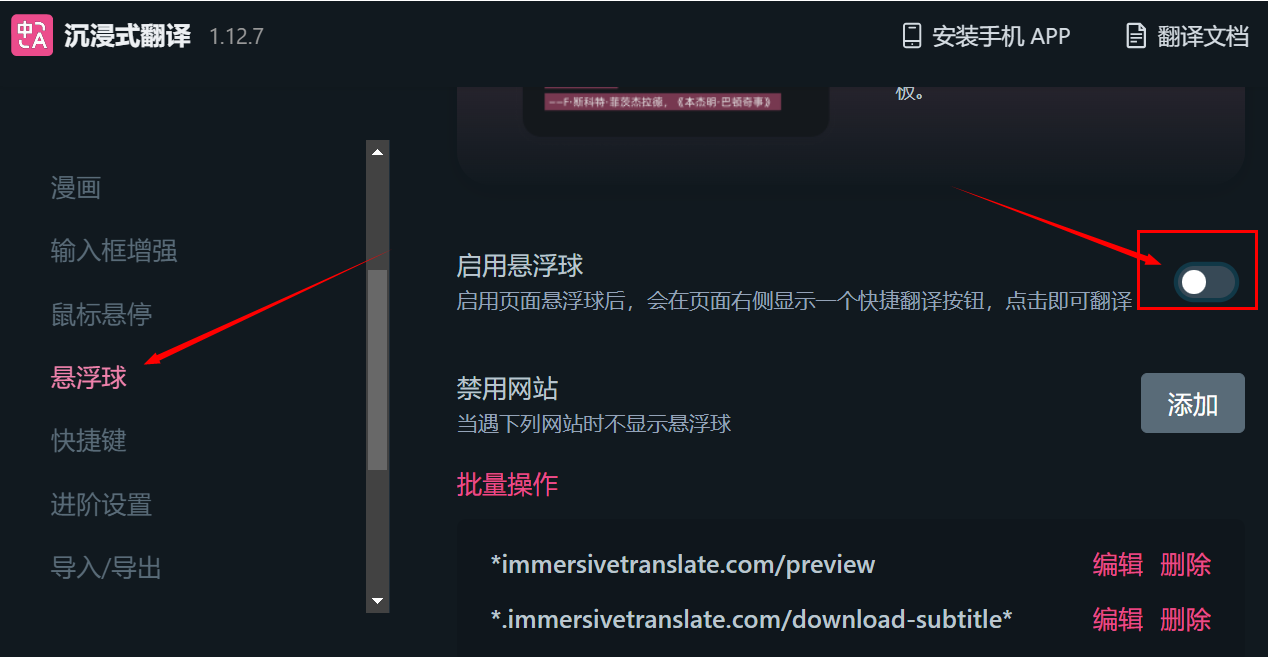 中A 沉浸式翻译 1.12.7
安装手机 APP
翻译文档
——F·斯科特·菲茨杰拉德，《本杰明·巴顿奇事》
板。
漫画
输入框增强
鼠标悬停
悬浮球
快捷键
进阶设置
导入/导出
启用悬浮球
启用页面悬浮球后，会在页面右侧显示一个快捷翻译按钮，点击即可翻译
禁用网站
当遇下列网站时不显示悬浮球
添加
批量操作
*immersivetranslate.com/preview 编辑 删除
*.immersivetranslate.com/download-subtitle* 编辑 删除